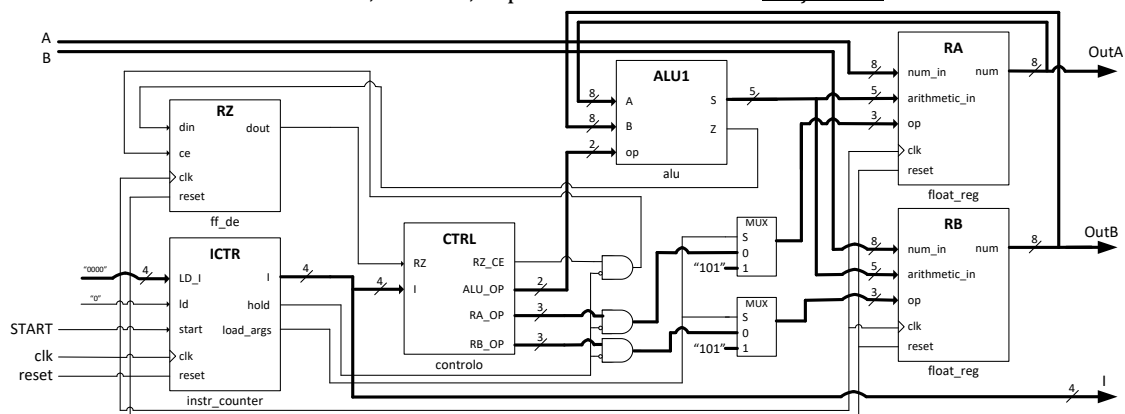 A
B
RZ
din
dout
ce
clk
reset
ff_de
ICTR
"0000"
4
LD_I
I
4
"0"
ld
hold
START
start
load_args
clk
clk
reset
reset
instr_counter
CTRL
RZ
RZ_CE
4
I
ALU_OP
2
RA_OP
3
RB_OP
3
controlo
ALU1
8
A
S
5
8
B
Z
2
op
alu
MUX
S
0
"101"
1
MUX
S
0
"101"
1
RA
8
num_in
num
8
OutA
5
arithmetic_in
3
op
clk
reset
float_reg
RB
8
num_in
num
8
OutB
5
arithmetic_in
3
op
clk
reset
float_reg
4
I